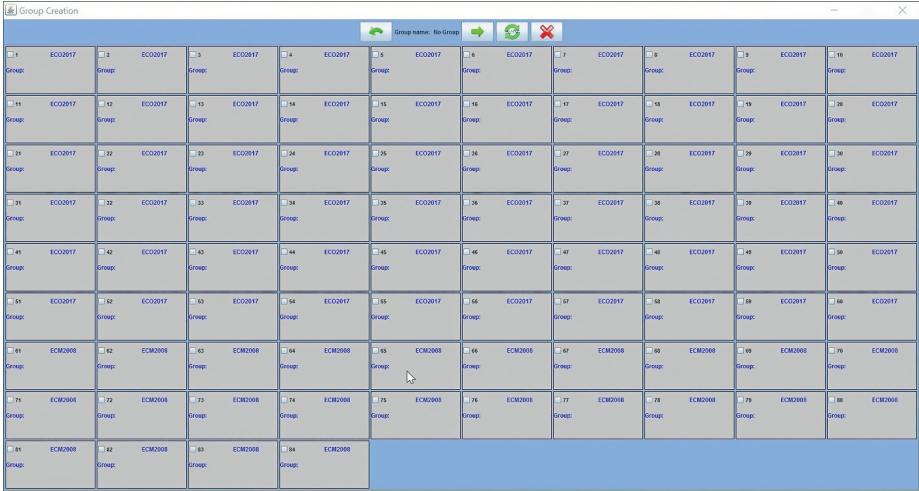 Group Creation
Group name: No Group
1 ECO2017 2 ECO2017 3 ECO2017 4 ECO2017 5 ECO2017 6 ECO2017 7 ECO2017 8 ECO2017 9 ECO2017 10 ECO2017
Group: Group: Group: Group: Group: Group: Group: Group: Group: Group:
11 ECO2017 12 ECO2017 13 ECO2017 14 ECO2017 15 ECO2017 16 ECO2017 17 ECO2017 18 ECO2017 19 ECO2017 20 ECO2017
Group: Group: Group: Group: Group: Group: Group: Group: Group: Group:
21 ECO2017 22 ECO2017 23 ECO2017 24 ECO2017 25 ECO2017 26 ECO2017 27 ECO2017 28 ECO2017 29 ECO2017 30 ECO2017
Group: Group: Group: Group: Group: Group: Group: Group: Group: Group:
31 ECO2017 32 ECO2017 33 ECO2017 34 ECO2017 35 ECO2017 36 ECO2017 37 ECO2017 38 ECO2017 39 ECO2017 40 ECO2017
Group: Group: Group: Group: Group: Group: Group: Group: Group: Group:
41 ECO2017 42 ECO2017 43 ECO2017 44 ECO2017 45 ECO2017 46 ECO2017 47 ECO2017 48 ECO2017 49 ECO2017 50 ECO2017
Group: Group: Group: Group: Group: Group: Group: Group: Group: Group:
51 ECO2017 52 ECO2017 53 ECO2017 54 ECO2017 55 ECO2017 56 ECO2017 57 ECO2017 58 ECO2017 59 ECO2017 60 ECO2017
Group: Group: Group: Group: Group: Group: Group: Group: Group: Group:
61 ECM2008 62 ECM2008 63 ECM2008 64 ECM2008 65 ECM2008 66 ECM2008 67 ECM2008 68 ECM2008 69 ECM2008 70 ECM2008
Group: Group: Group: Group: Group: Group: Group: Group: Group: Group:
71 ECM2008 72 ECM2008 73 ECM2008 74 ECM2008 75 ECM2008 76 ECM2008 77 ECM2008 78 ECM2008 79 ECM2008 80 ECM2008
Group: Group: Group: Group: Group: Group: Group: Group: Group: Group:
81 ECM2008 82 ECM2008 83 ECM2008 84 ECM2008
Group: Group: Group: Group: